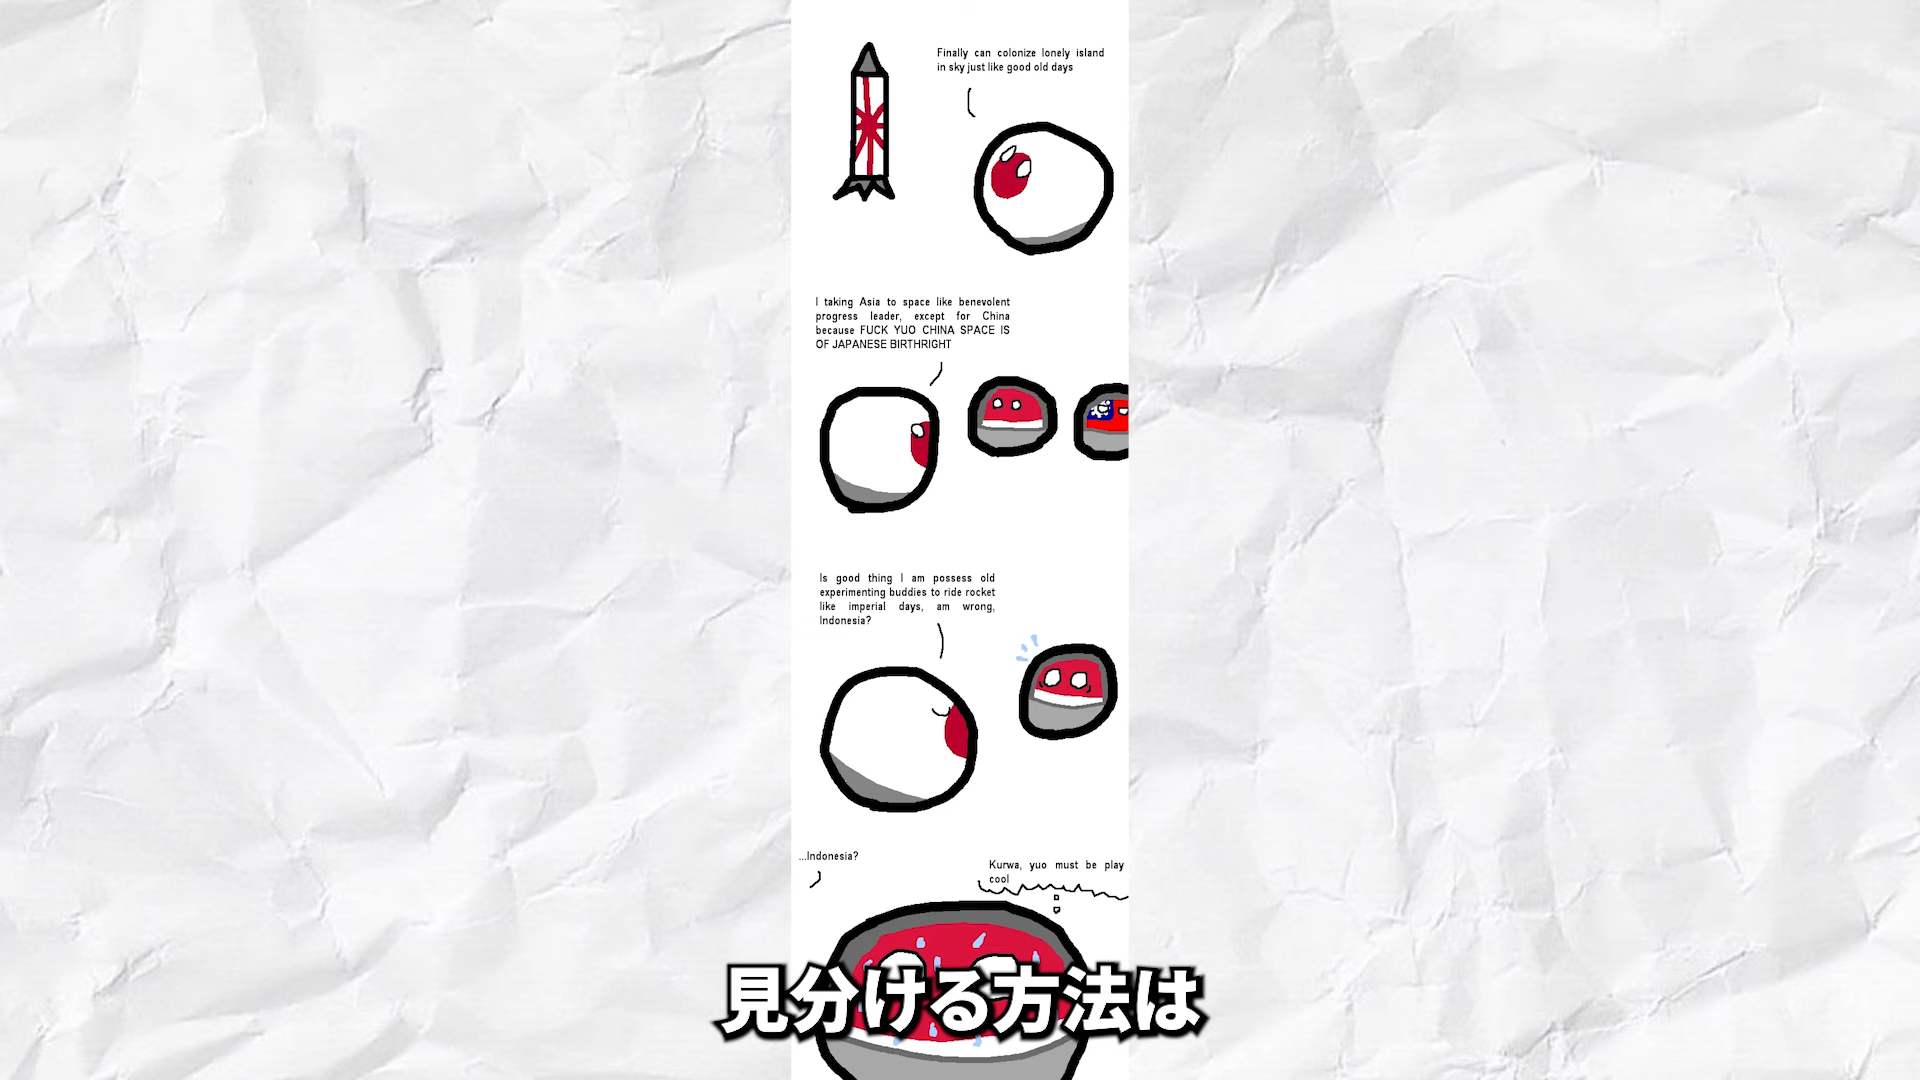 Finally can colonize lonely island
in sky just like good old days
I taking Asia to space like benevolent
progress leader, except for China
because FUCK YUO CHINA SPACE IS
OF JAPANESE BIRTHRIGHT
Is good thing I am possess old
experimenting buddies to ride rocket
like imperial days, am wrong,
Indonesia?
...Indonesia?
Kurwa, yuo must be play
cool
見分ける方法は